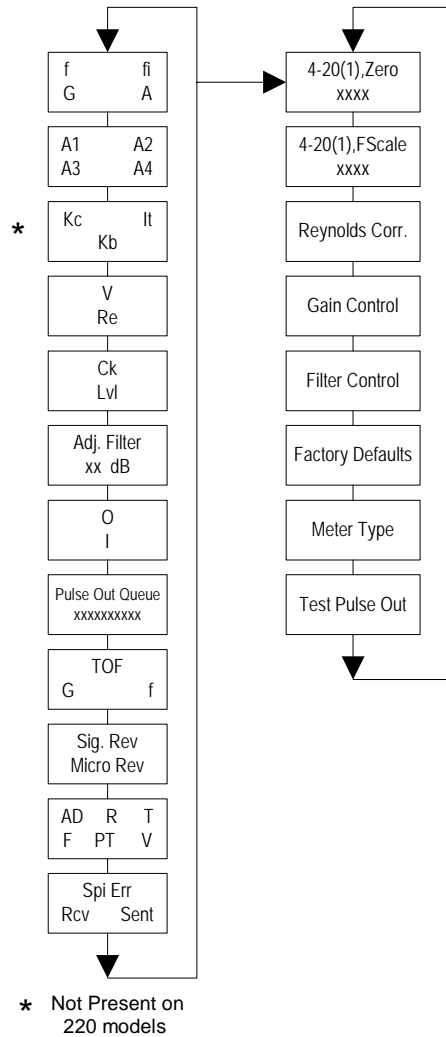 f fi
G A
A1 A2
A3 A4
*
Kc It
Kb
V
Re
Ck
Lvl
Adj. Filter
xx dB
O
I
Pulse Out Queue
xxxxxxxxxx
TOF
G f
Sig. Rev
Micro Rev
AD R T
F PT V
Spi Err
Rcv Sent
* Not Present on
220 models
4-20(1),Zero
xxxx
4-20(1),FScale
xxxx
Reynolds Corr.
Gain Control
Filter Control
Factory Defaults
Meter Type
Test Pulse Out